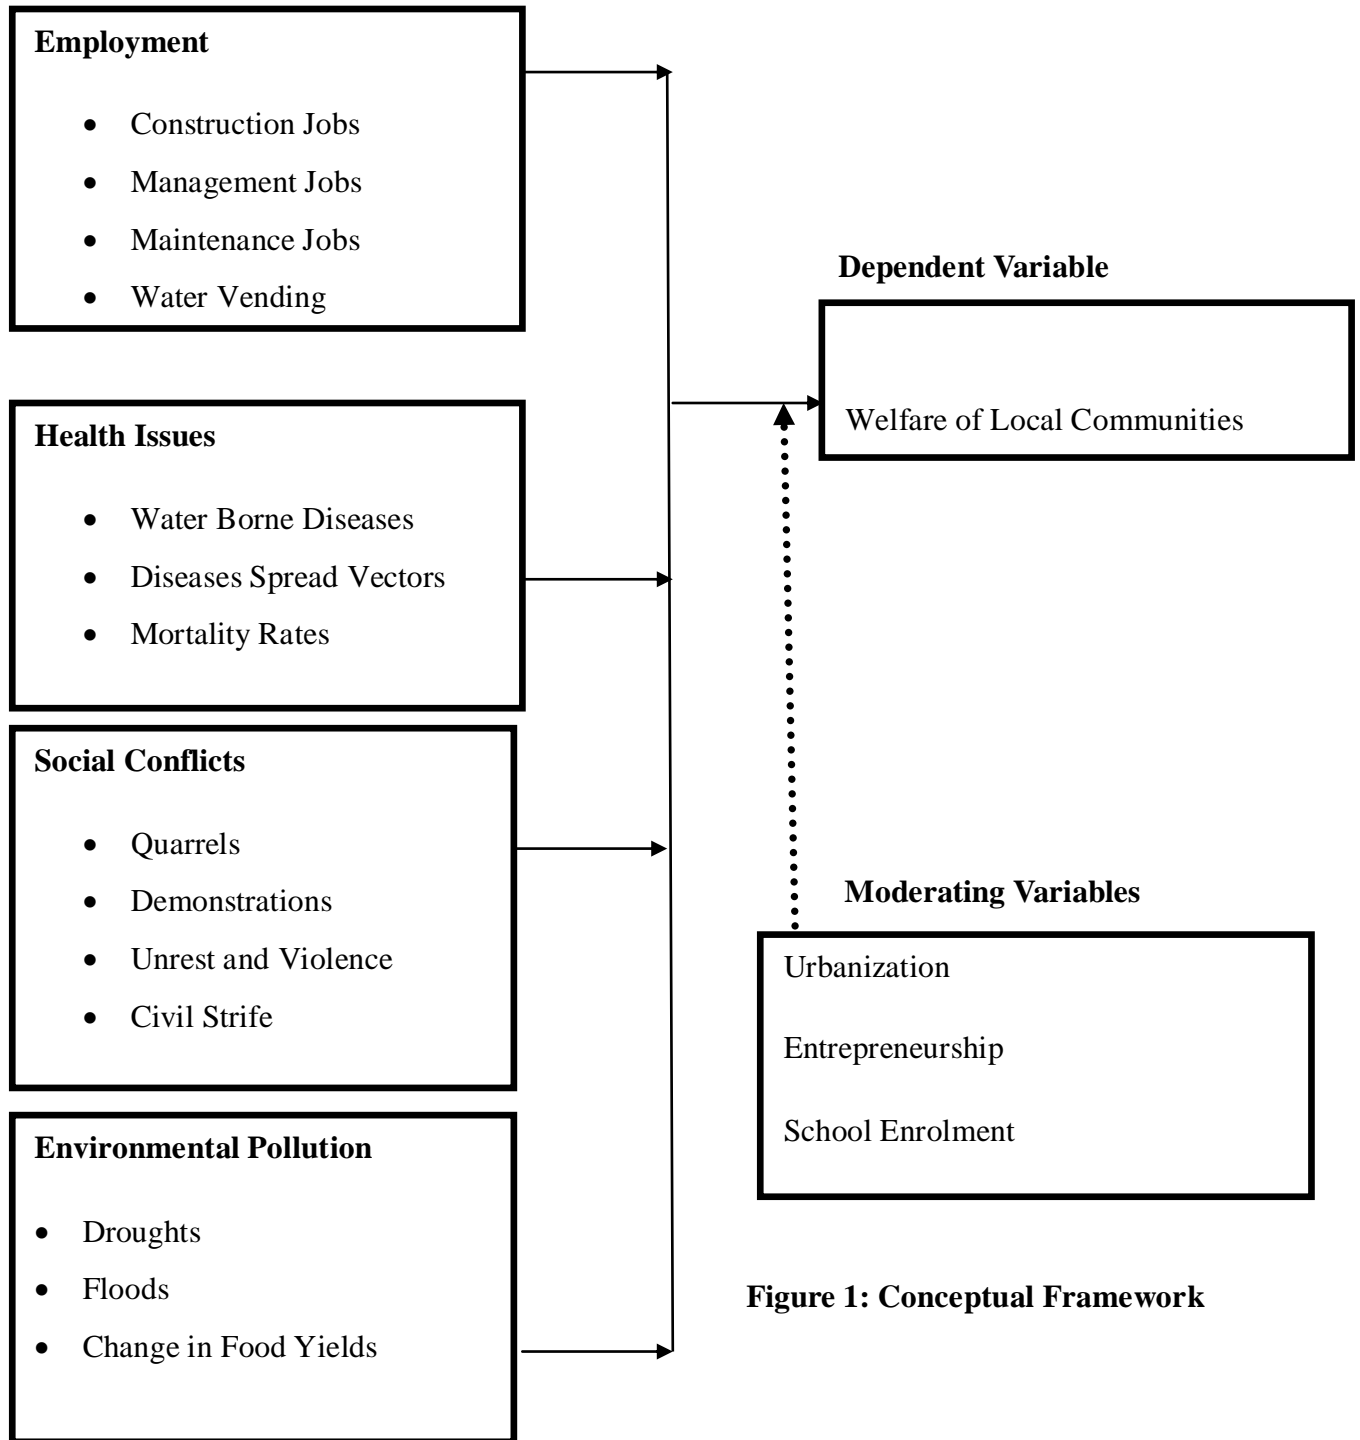 Employment
• Construction Jobs
• Management Jobs
• Maintenance Jobs
• Water Vending
Health Issues
• Water Borne Diseases
• Diseases Spread Vectors
• Mortality Rates
Social Conflicts
• Quarrels
• Demonstrations
• Unrest and Violence
• Civil Strife
Environmental Pollution
• Droughts
• Floods
• Change in Food Yields
Dependent Variable
Welfare of Local Communities
Moderating Variables
Urbanization
Entrepreneurship
School Enrolment
Figure 1: Conceptual Framework